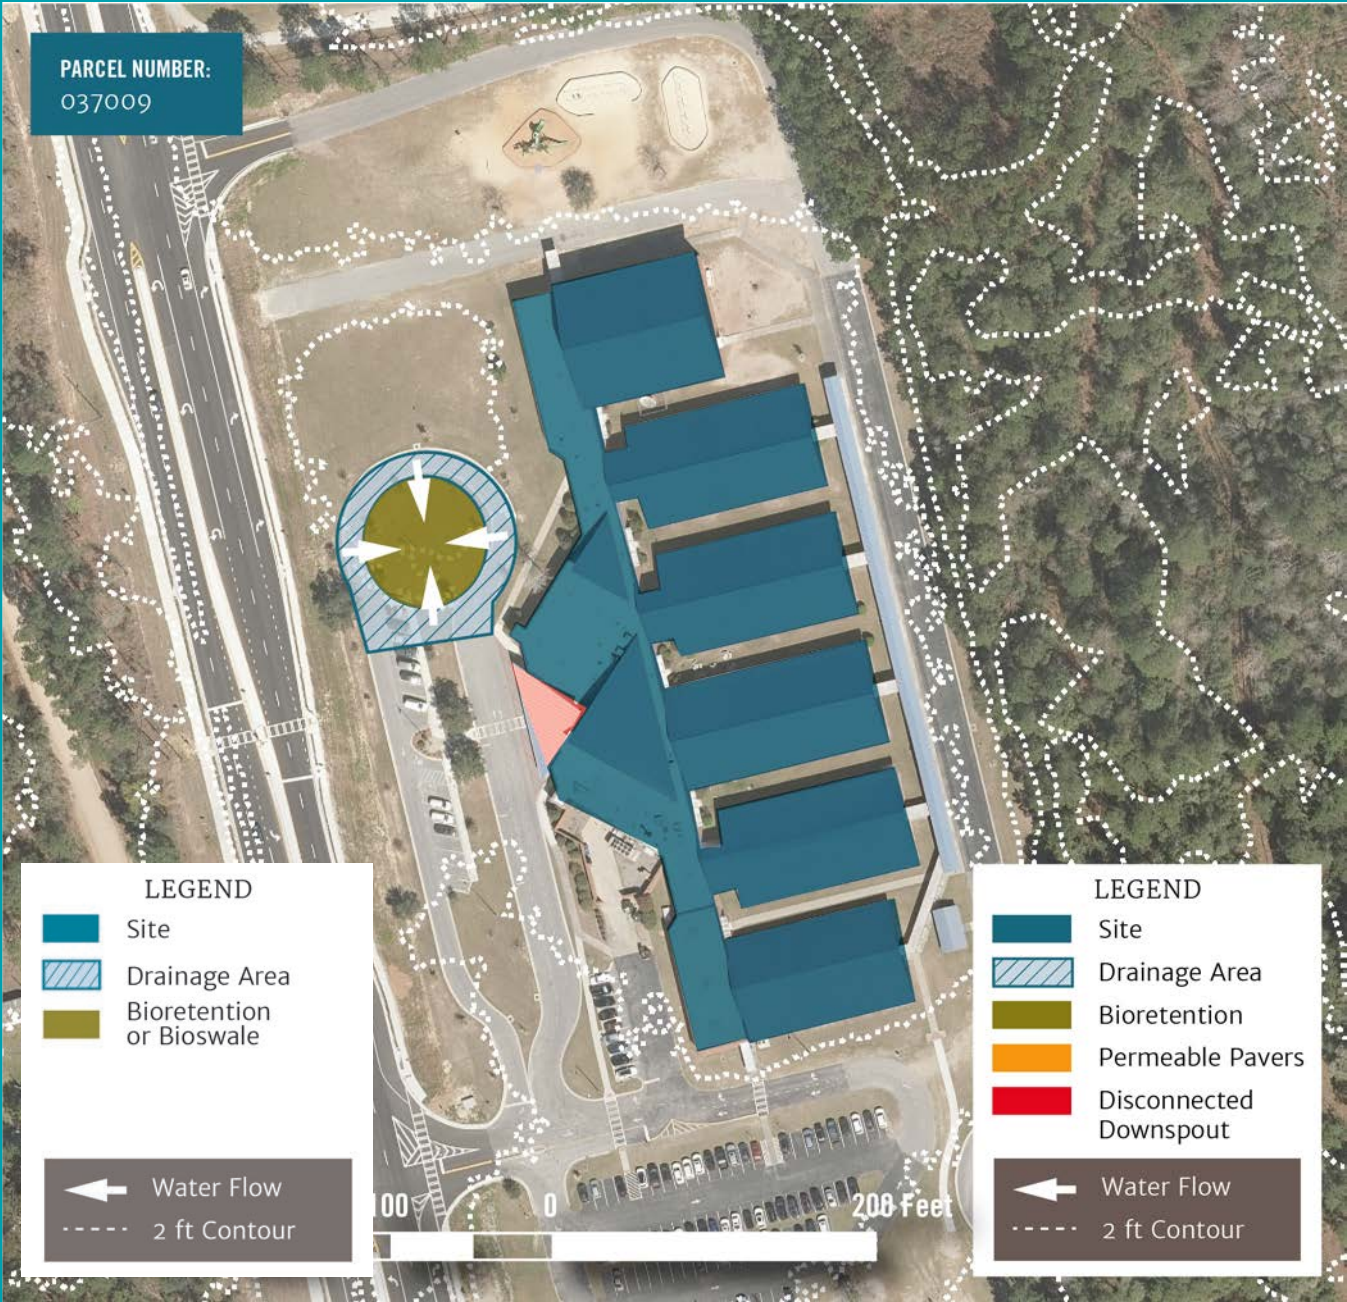 PARCEL NUMBER:
037009
LEGEND
Site
Drainage Area
Bioretention
or Bioswale
Water Flow
2 ft Contour
100 0 200 Feet
LEGEND
Site
Drainage Area
Bioretention
Permeable Pavers
Disconnected
Downspout
Water Flow
2 ft Contour